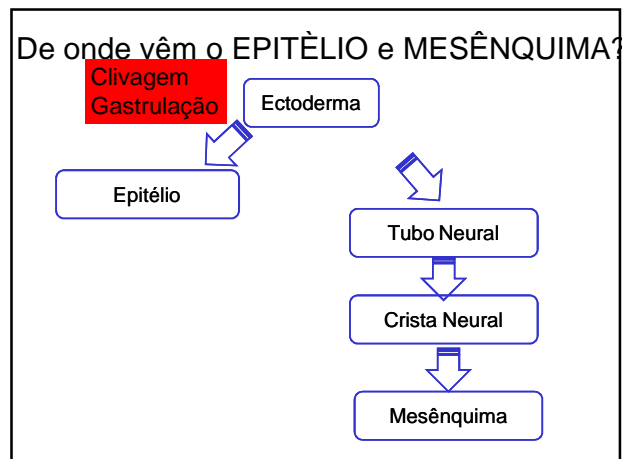 De onde vêm o EPITÈLIO e MESÊNQUIMA?
Clivagem
Gastrulação
Ectoderma
Epitélio
Tubo Neural
Crista Neural
Mesênquima